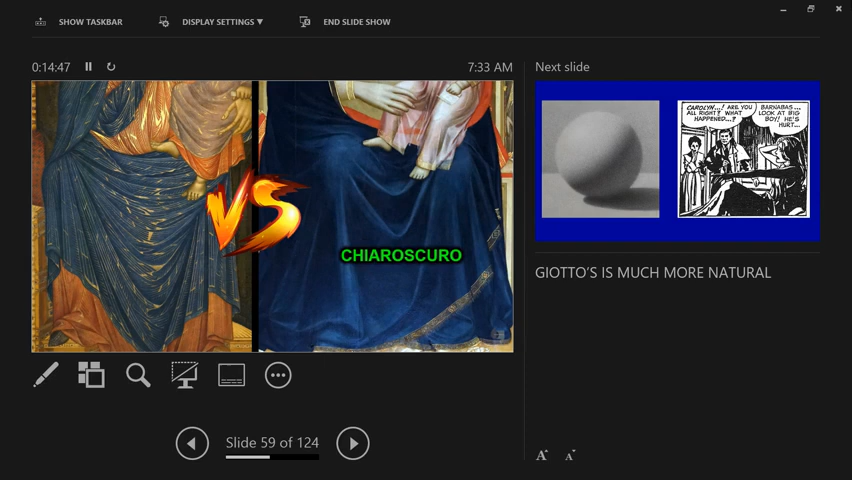 SHOW TASKBAR
DISPLAY SETTINGS ▼
END SLIDE SHOW
0:14:47
7:33 AM
Next slide
VS
CHIAROSCURO
CAROLYN...! ARE YOU
ALL RIGHT? WHAT
HAPPENED...?
BARNABAS...
LOOK AT BIG
BOY! HE'S
HURT...
GIOTTO'S IS MUCH MORE NATURAL
Slide 59 of 124
A
A